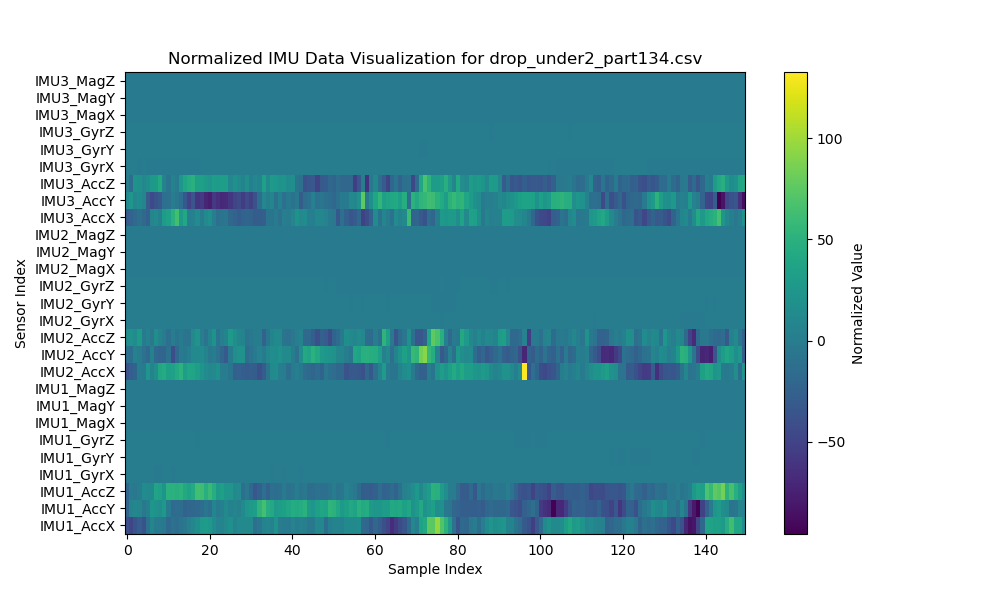 Normalized IMU Data Visualization for drop_under2_part134.csv
IMU3_MagZ
IMU3_MagY
IMU3_MagX
IMU3_GyrZ
IMU3_GyrY
IMU3_GyrX
IMU3_AccZ
IMU3_AccY
IMU3_AccX
IMU2_MagZ
IMU2_MagY
IMU2_MagX
IMU2_GyrZ
IMU2_GyrY
IMU2_GyrX
IMU2_AccZ
IMU2_AccY
IMU2_AccX
IMU1_MagZ
IMU1_MagY
IMU1_MagX
IMU1_GyrZ
IMU1_GyrY
IMU1_GyrX
IMU1_AccZ
IMU1_AccY
IMU1_AccX
Sensor Index
0 20 40 60 80 100 120 140
Sample Index
100
50
0
−50
Normalized Value